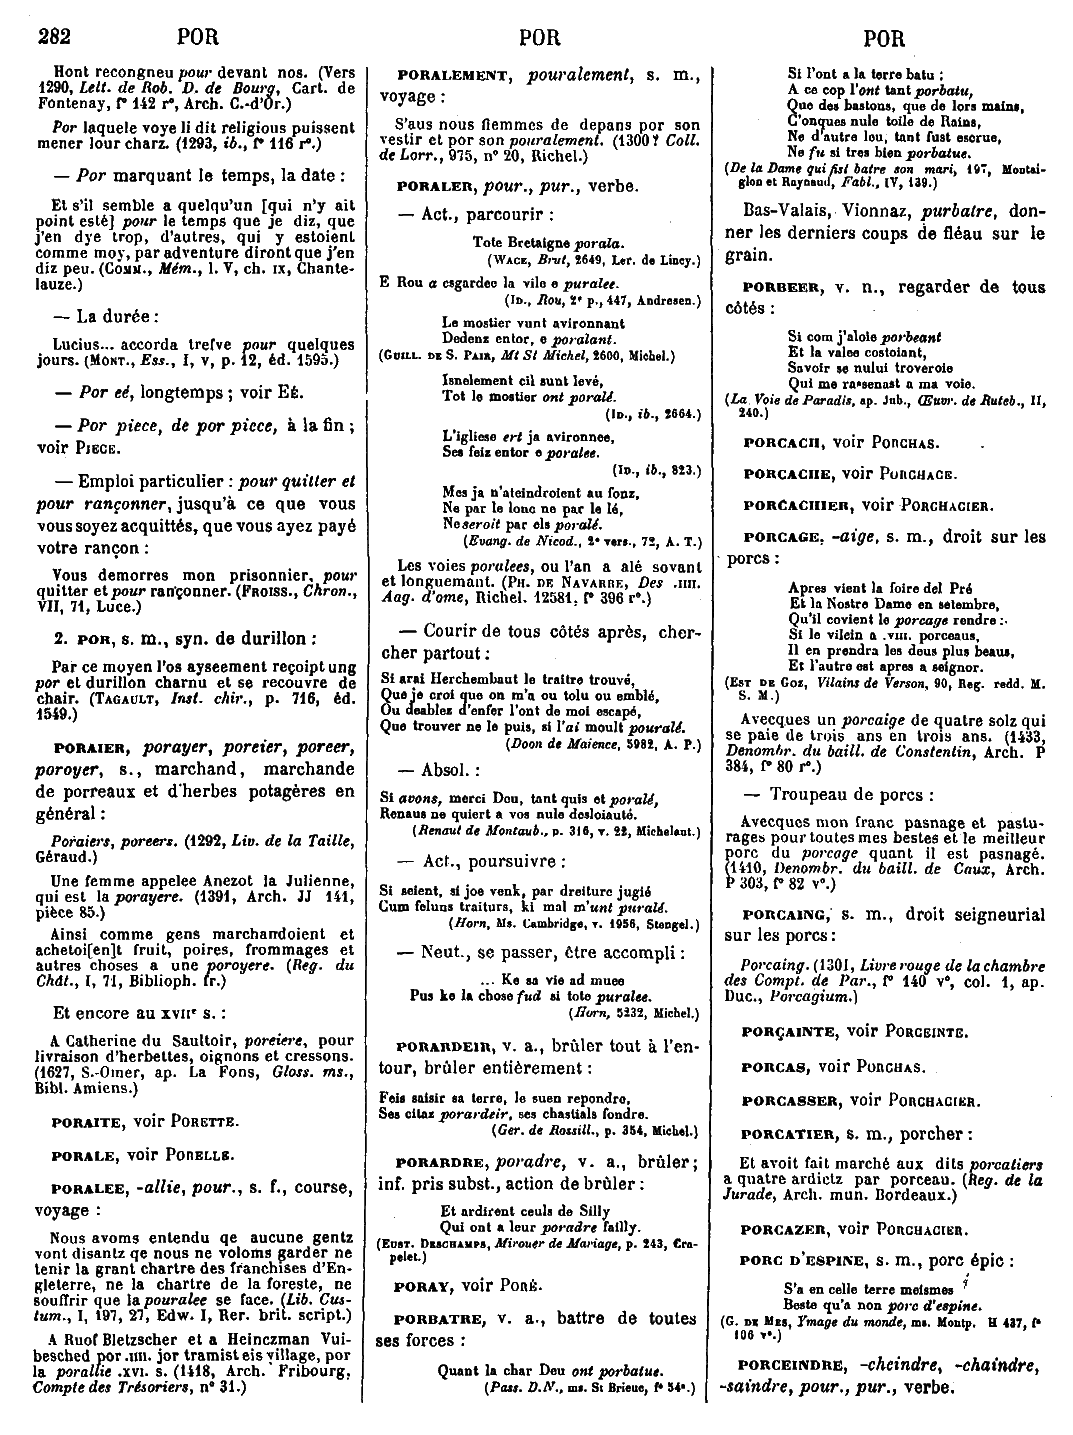 282 POR POR POR
Hont recongneu pour devant nos. (Vers
1290, Lett. de Rob. D. de Bourg, Cart. de
Fontenay, f° 142 r°, Arch. C.-d'Or.)
Por laquele voye li dit religious puissent
mener lour charz. (1293, ib., f° 116 r°.)
— Por marquant le temps, la date :
Et s'il semble a quelqu'un [qui n'y ait
point esté] pour le temps que je diz, que
j'en dye trop, d'autres, qui y estoient
comme moy, par adventure diront que j'en
diz peu. (COMM., Mém., l. V, ch. IX, Chante-
lauze.)
— La durée :
Lucius... accorda trefve pour quelques
jours. (MONT., Ess., I, v, p. 12, éd. 1595.)
— Por eé, longtemps ; voir EÉ.
— Por piece, de por piece, à la fin ;
voir PIECE.
— Emploi particulier : pour quitter et
pour rançonner, jusqu'à ce que vous
vous soyez acquittés, que vous ayez payé
votre rançon :
Vous demorres mon prisonnier, pour
quitter et pour rançonner. (FROISS., Chron.,
VII, 71, Luce.)
2. POR, s. m., syn. de durillon :
Par ce moyen l'os ayseement reçoipt ung
por et durillon charnu et se recouvre de
chair. (TAGAULT, Inst. chir., p. 716, éd.
1549.)
PORAIER, porayer, poreier, poreer,
poroyer, s., marchand, marchande
de porreaux et d'herbes potagères en
général :
Poraiers, poreers. (1292, Liv. de la Taille,
Géraud.)
Une femme appelee Anezot la Julienne,
qui est la porayere. (1391, Arch. JJ 141,
pièce 85.)
Ainsi comme gens marchandoient et
achetoi[en]t fruit, poires, frommages et
autres choses a une poroyere. (Reg. du
Chât., I, 71, Biblioph. fr.)
Et encore au XVIIe s. :
A Catherine du Saultoir, poreiere, pour
livraison d'herbettes, oignons et cressons.
(1627, S.-Omer, ap. La Fons, Gloss. ms.,
Bibl. Amiens.)
PORAITE, voir PORETTE.
PORALE, voir PORELLE.
PORALEE, -allie, pour., s. f., course,
voyage :
Nous avoms entendu qe aucune gentz
vont disantz qe nous ne voloms garder ne
tenir la grant chartre des franchises d'En-
gleterre, ne la chartre de la foreste, ne
souffrir que la pouralee se face. (Lib. Cus-
tum., I, 197, 27, Edw. I, Rer. brit. script.)
A Ruof Bletzscher et a Heinczman Vui-
besched por .IIII. jor tramist eis village, por
la porallie .XVI. s. (1418, Arch. Fribourg,
Compte des Trésoriers, n° 31.)
PORALEMENT, pouralement, s. m.,
voyage :
S'aus nous flemmes de depans por son
vestir et por son pouralement. (1300? Coll.
de Lorr., 975, n° 20, Richel.)
PORALER, pour., pur., verbe.
— Act., parcourir :
Tote Bretaigne porala.
(WACE, Brut, 2649, Ler. de Lincy.)
E Rou a esgardee la vile e puralee.
(ID., Rou, 2e p., 447, Andresen.)
Le mostier vunt avironnant
Dedenz entor, e poralant.
(GUILL. DE S. PAIR, Mt St Michel, 2600, Michel.)
Isnelement cil sunt levé,
Tot le mostier ont poralé.
(ID., ib., 2664.)
L'igliese ert ja avironnee,
Ses feiz entor e poralee.
(ID., ib., 823.)
Mes ja n'ateindroient au fonz,
Ne par le lonc ne par le lé,
Ne seroit par els poralé.
(Evang. de Nicod., 2e vers., 72, A. T.)
Les voies poralees, ou l'an a alé sovant
et longuemant. (PH. DE NAVARRE, Des .IIII.
Aag. d'ome, Richel. 12581, f° 396 r°.)
— Courir de tous côtés après, cher-
cher partout :
Si arai Herchembaut le traitre trouvé,
Que je croi que on m'a ou tolu ou emblé,
Ou deables d'enfer l'ont de moi escapé,
Que trouver ne le puis, si l'ai moult pouralé.
(Doon de Maience, 5982, A. P.)
— Absol. :
Si avons, merci Deu, tant quis et poralé,
Renaus ne quiert a vos nule desloiauté.
(Renaut de Montaub., p. 316, v. 22, Michelant.)
— Act., poursuivre :
Si seient, si joe venk, par dreiture jugié
Cum feluns traiturs, ki mal m'unt puralé.
(Horn, Ms. Cambridge, v. 1956, Stengel.)
— Neut., se passer, être accompli :
... Ke sa vie ad muee
Pus ke la chose fud si tote puralee.
(Horn, 5232, Michel.)
PORARDEIR, v. a., brûler tout à l'en-
tour, brûler entièrement :
Feis saisir sa terre, le suen repondre,
Ses citaz porardeir, ses chastials fondre.
(Ger. de Rossill., p. 354, Michel.)
PORARDRE, poradre, v. a., brûler ;
inf. pris subst., action de brûler :
Et ardirent ceuls de Silly
Qui ont a leur poradre failly.
(EUST. DESCHAMPS, Mirouer de Mariage, p. 243, Cra-
pelet.)
PORAY, voir PORÉ.
PORBATRE, v. a., battre de toutes
ses forces :
Quant la char Deu ont porbatue.
(Pass. D.N., ms. St Brieuc, f° 54a.)
Si l'ont a la terre batu ;
A ce cop l'ont tant porbatu,
Que des bastons, que de lors mains,
C'onques nule toile de Rains,
Ne d'autre lou, tant fust escrue,
Ne fu si tres bien porbatue.
(De la Dame qui fist batre son mari, 197, Montai-
glon et Raynaud, Fabl., IV, 139.)
Bas-Valais, Vionnaz, purbatre, don-
ner les derniers coups de fléau sur le
grain.
PORBEER, v. n., regarder de tous
côtés :
Si com j'aloie porbeant
Et la valee costoiant,
Savoir se nului troveroie
Qui me rasenast a ma voie.
(La Voie de Paradis, ap. Jub., Œuvr. de Ruteb., II,
240.)
PORCACH, voir PORCHAS.
PORCACHE, voir PORCHACE.
PORCACHIER, voir PORCHACIER.
PORCAGE, -aige, s. m., droit sur les
porcs :
Apres vient la foire del Pré
Et la Nostre Dame en setembre,
Qu'il covient le porcage rendre :
Si le vilein a .VIII. porceaus,
Il en prendra les deus plus beaus,
Et l'autre est apres a seignor.
(EST DE GOZ, Vilains de Verson, 90, Reg. redd. M.
S. M.)
Avecques un porcaige de quatre solz qui
se paie de trois ans en trois ans. (1433,
Denombr. du baill. de Constentin, Arch. P
384, f° 80 r°.)
— Troupeau de porcs :
Avecques mon franc pasnage et pastu-
rages pour toutes mes bestes et le meilleur
porc du porcage quant il est pasnagé.
(1410, Denombr. du baill. de Caux, Arch.
P 303, f° 82 v°.)
PORCAING, s. m., droit seigneurial
sur les porcs :
Porcaing. (1301, Livre rouge de la chambre
des Compt. de Par., f° 140 v°, col. 1, ap.
Duc., Porcagium.)
PORÇAINTE, voir PORCEINTE.
PORCAS, voir PORCHAS.
PORCASSER, voir PORCHACIER.
PORCATIER, s. m., porcher :
Et avoit fait marché aux dits porcatiers
a quatre ardictz par porceau. (Reg. de la
Jurade, Arch. mun. Bordeaux.)
PORCAZER, voir PORCHACIER.
PORC D'ESPINE, s. m., porc épic :
S'a en celle terre meismes
Beste qu'a non porc d'espine.
(G. DE MES, Ymage du monde, ms. Montp. H 437, f°
106 v°.)
PORCEINDRE, -cheindre, -chaindre,
-saindre, pour., pur., verbe.